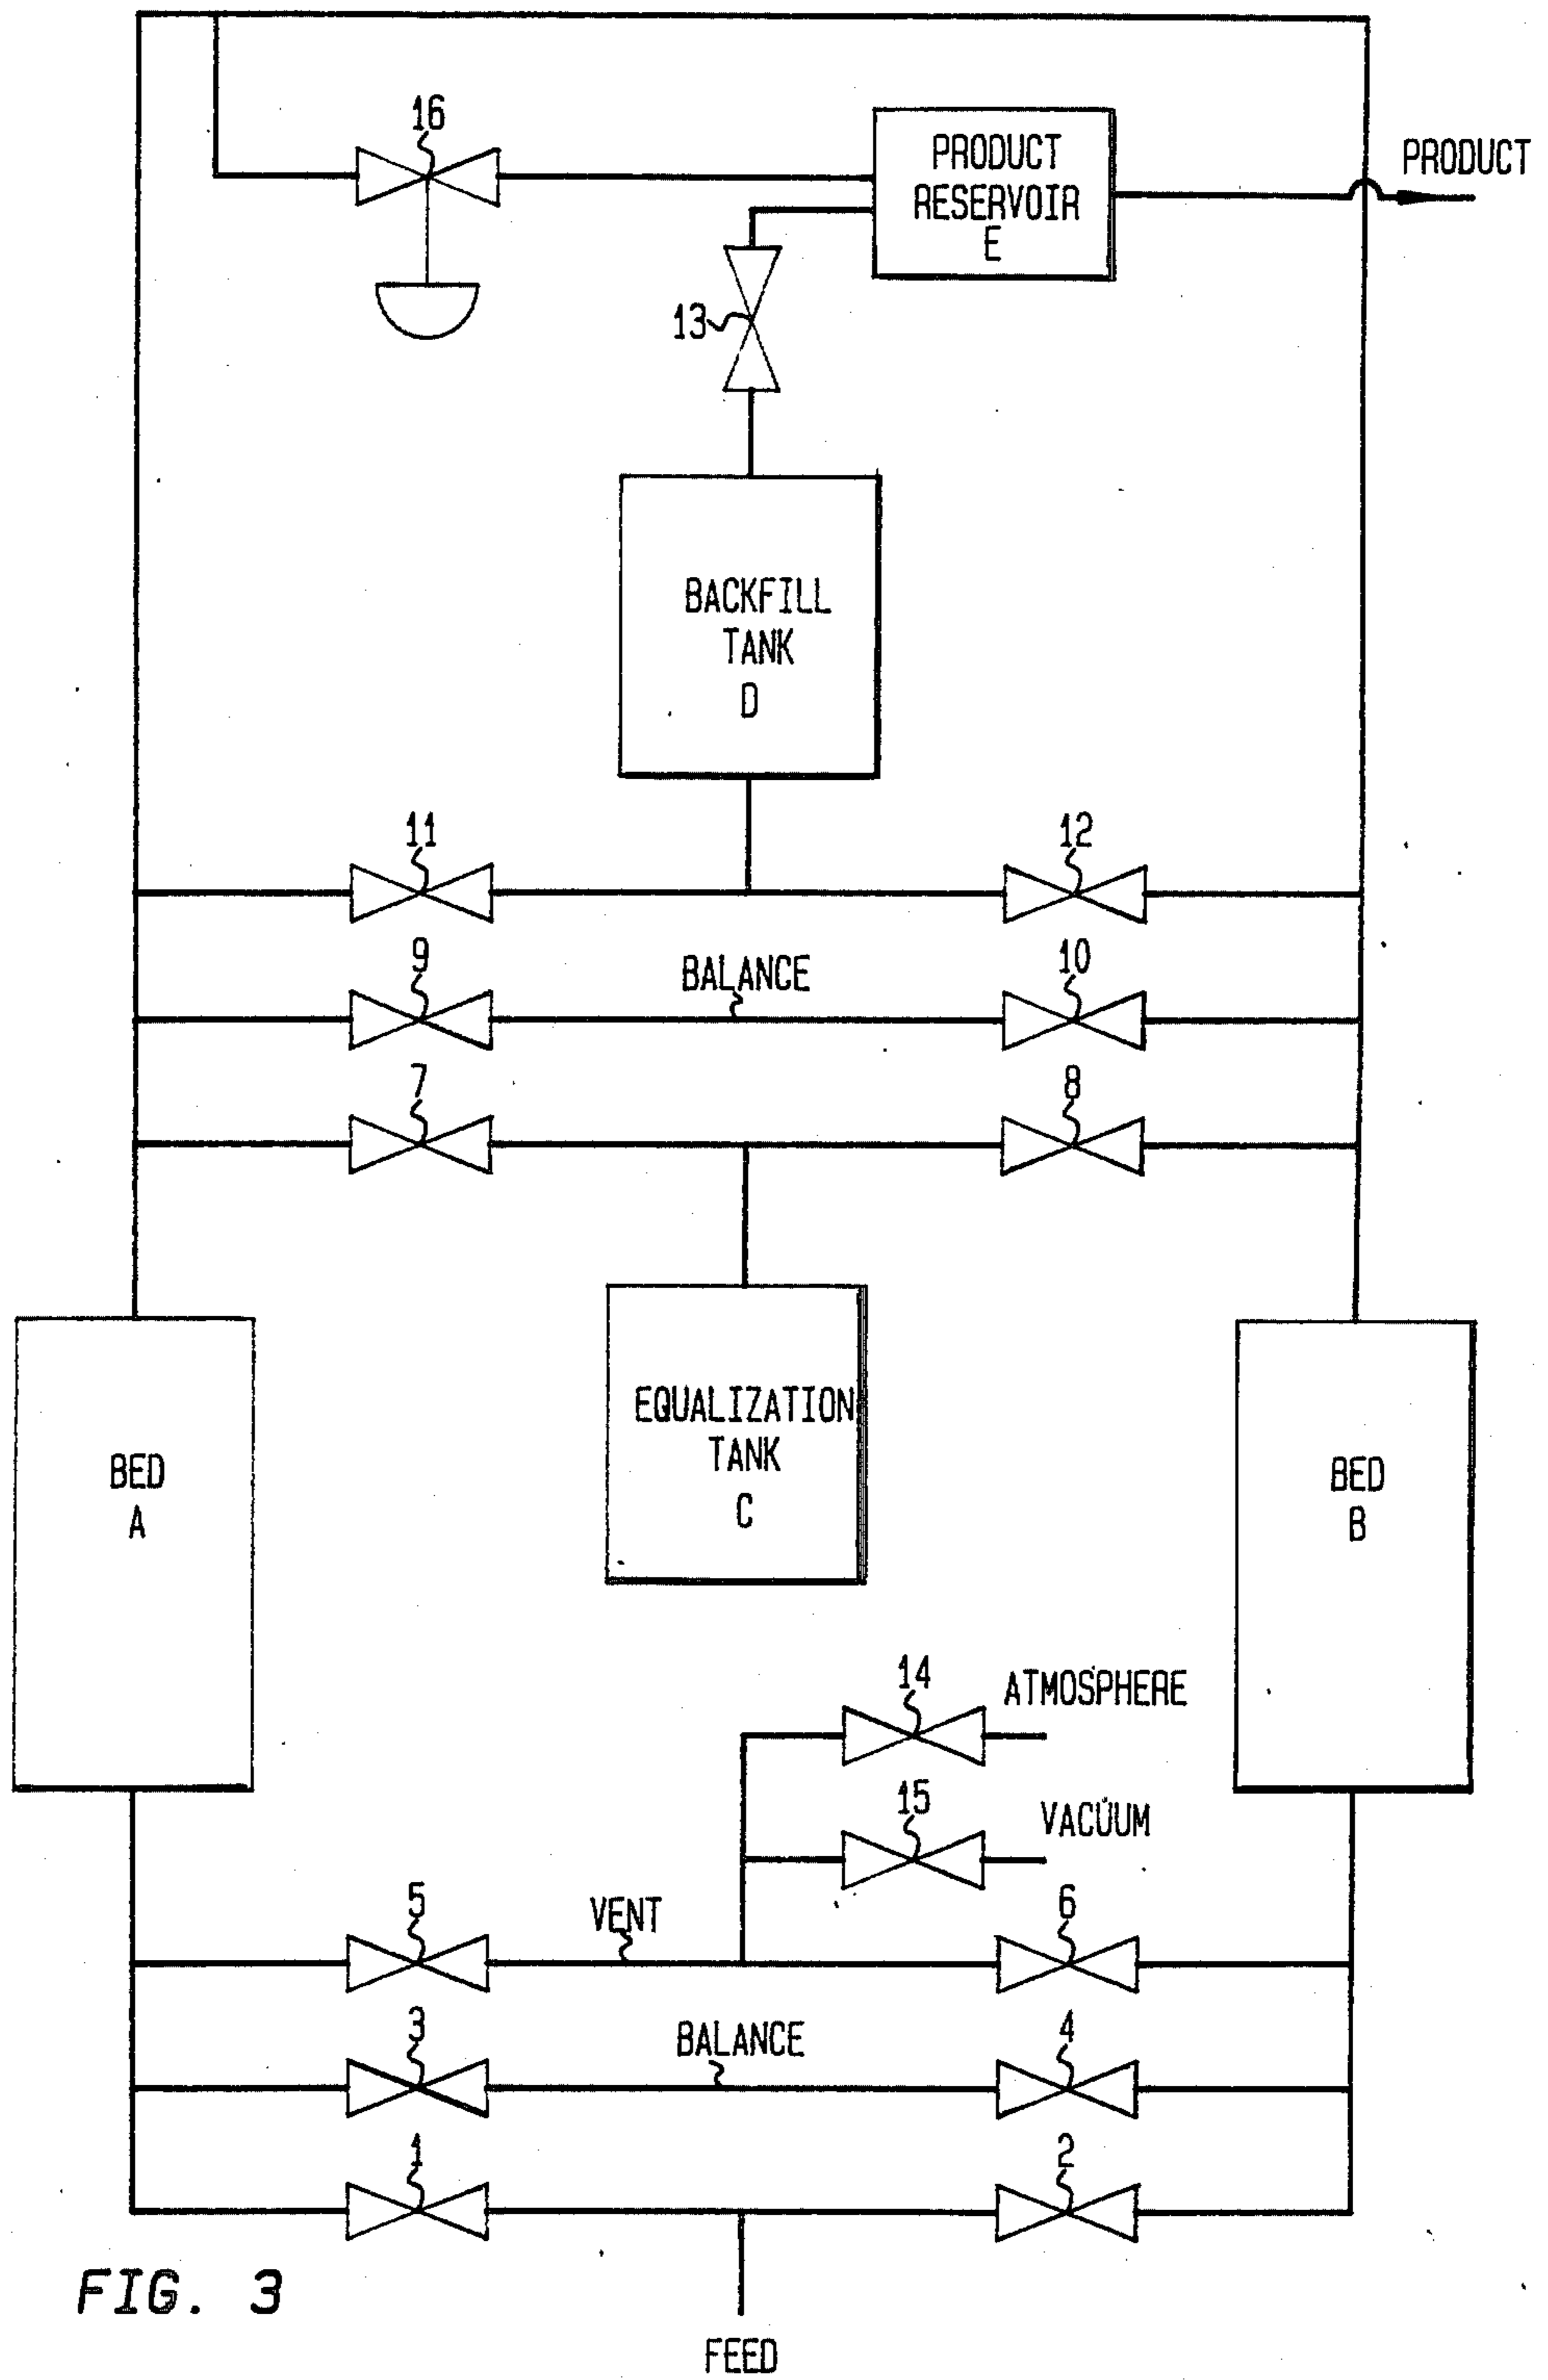 16
PRODUCT
RESERVOIR
E
PRODUCT
13
BACKFILL
TANK
D
11
12
9
BALANCE
10
7
8
BED
A
EQUALIZATION
TANK
C
BED
B
14
ATMOSPHERE
15
VACUUM
5
VENT
6
3
BALANCE
4
1
2
FIG. 3
FEED